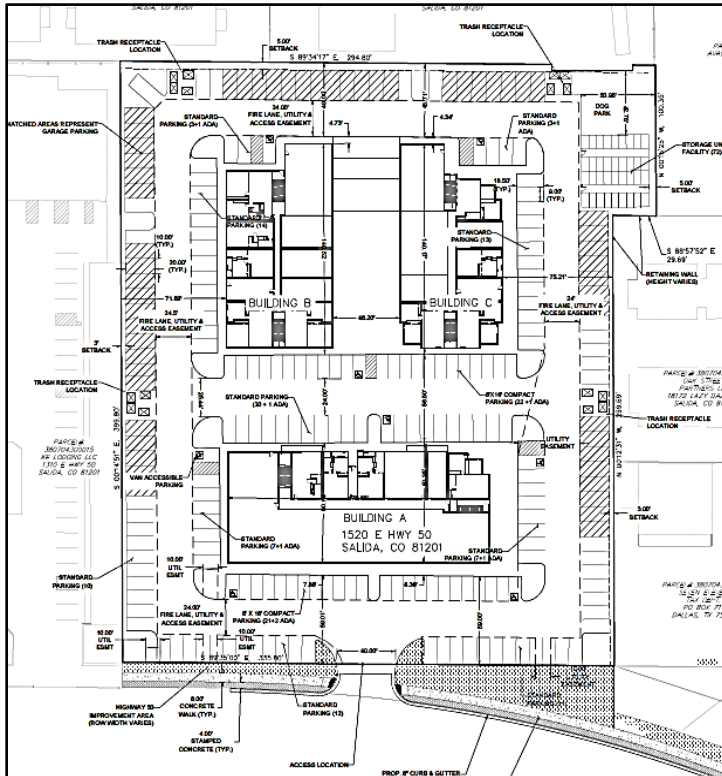 SALIDA, CO 81201
SALIDA, CO 81201
TRASH RECEPTACLE
LOCATION
5.00'
SETBACK
TRASH RECEPTACLE
LOCATION
S 89°34'17" E 294.80'
HATCHED AREAS REPRESENT
GARAGE PARKING
24.00'
FIRE LANE, UTILITY &
ACCESS EASEMENT
DOG
PARK
STANDARD
PARKING (3+1
ADA)
4.73'
4.34'
STANDARD
PARKING (3+1
ADA)
STORAGE UNIT
FACILITY (72)
5.00'
SETBACK
18.50'
(TYP.)
9.00'
(TYP.)
STANDARD
PARKING (14)
STANDARD
PARKING (13)
10.00'
(TYP.)
20.00'
(TYP.)
S 88°57'52" E
29.69'
RETAINING WALL
(HEIGHT VARIES)
75.21'
BUILDING B
BUILDING C
24.5'
FIRE LANE, UTILITY &
ACCESS EASEMENT
24'
FIRE LANE, UTILITY &
ACCESS EASEMENT
48.20'
3'
SETBACK
TRASH RECEPTACLE
LOCATION
STANDARD PARKING
(20 + 1 ADA)
24.00'
8'X16' COMPACT
PARKING (22 +1 ADA)
TRASH RECEPTACLE
LOCATION
UTILITY
EASEMENT
PARCEL #
380704300015
KF LODGING LLC
1310 E HWY 50
SALIDA, CO 81201
S 00°14'51" E 399.80'
N 00°12'31" W 299.69'
VAN ACCESSIBLE
PARKING
BUILDING A
1520 E HWY 50
SALIDA, CO 81201
3.00'
SETBACK
STANDARD
PARKING
(7+1 ADA)
STANDARD
PARKING (7+1 ADA)
STANDARD
PARKING (10)
10.00'
UTIL
ESMT
7.86'
8.36'
24.00'
FIRE LANE, UTILITY &
ACCESS EASEMENT
8' X 16' COMPACT
PARKING (21+2 ADA)
10.00'
UTIL
ESMT
10.00'
UTIL
ESMT
40.00'
HIGHWAY 50
IMPROVEMENT AREA
(ROW WIDTH VARIES)
8.00'
CONCRETE
WALK (TYP.)
STANDARD
PARKING (12)
4.00'
STAMPED
CONCRETE (TYP.)
ACCESS LOCATION
PROP. 6" CURB & GUTTER